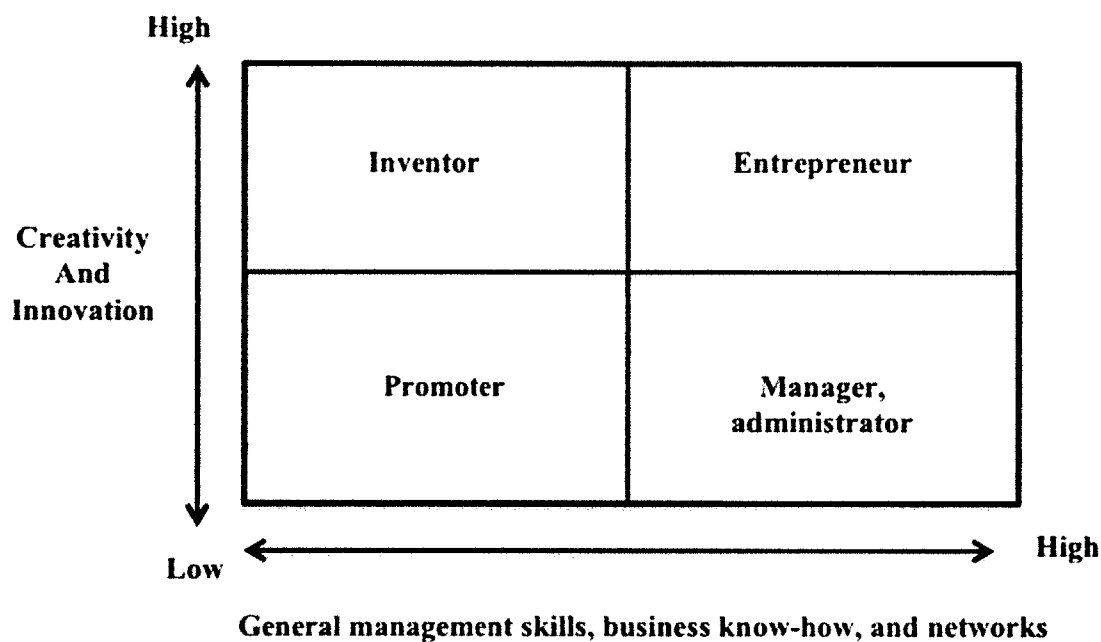 High
Inventor
Entrepreneur
Creativity
And
Innovation
Promoter
Manager,
administrator
Low
High
General management skills, business know-how, and networks